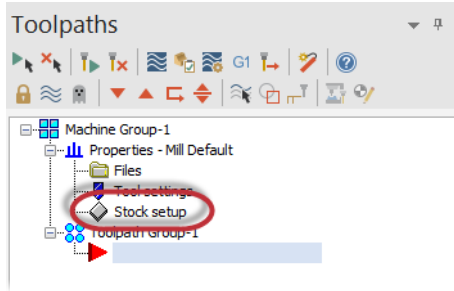 Toolpaths
G1
Machine Group-1
Properties - Mill Default
Files
Tool settings
Stock setup
Toolpath Group-1